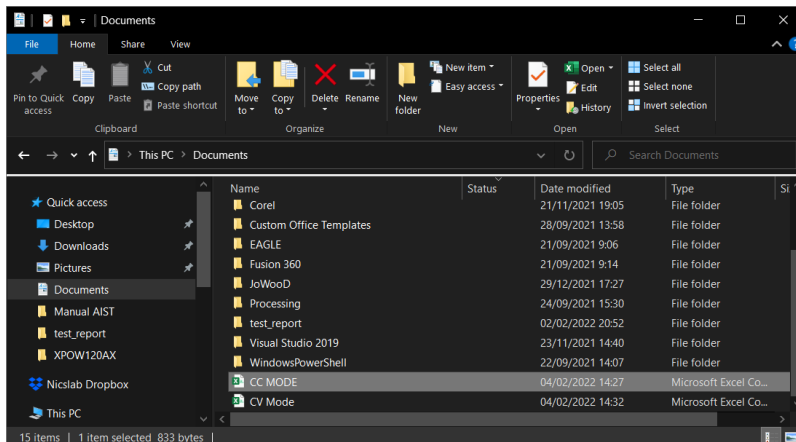 Documents
File Home Share View
Pin to Quick access
Copy
Paste
Cut
Copy path
Paste shortcut
Clipboard
Move to
Copy to
Delete
Rename
Organize
New folder
New item
Easy access
New
Properties
Open
Edit
History
Open
Select all
Select none
Invert selection
Select
This PC > Documents
Search Documents
Quick access
Desktop
Downloads
Pictures
Documents
Manual AIST
test_report
XPOW120AX
Nicslab Dropbox
This PC
Name Status Date modified Type Si
Corel 21/11/2021 19:05 File folder
Custom Office Templates 28/09/2021 13:58 File folder
EAGLE 21/09/2021 9:06 File folder
Fusion 360 21/09/2021 9:14 File folder
JoWooD 29/12/2021 17:27 File folder
Processing 24/09/2021 15:30 File folder
test_report 02/02/2022 20:52 File folder
Visual Studio 2019 23/11/2021 14:40 File folder
WindowsPowerShell 22/09/2021 14:07 File folder
CC MODE 04/02/2022 14:27 Microsoft Excel Co...
CV Mode 04/02/2022 14:32 Microsoft Excel Co...
15 items | 1 item selected 833 bytes |